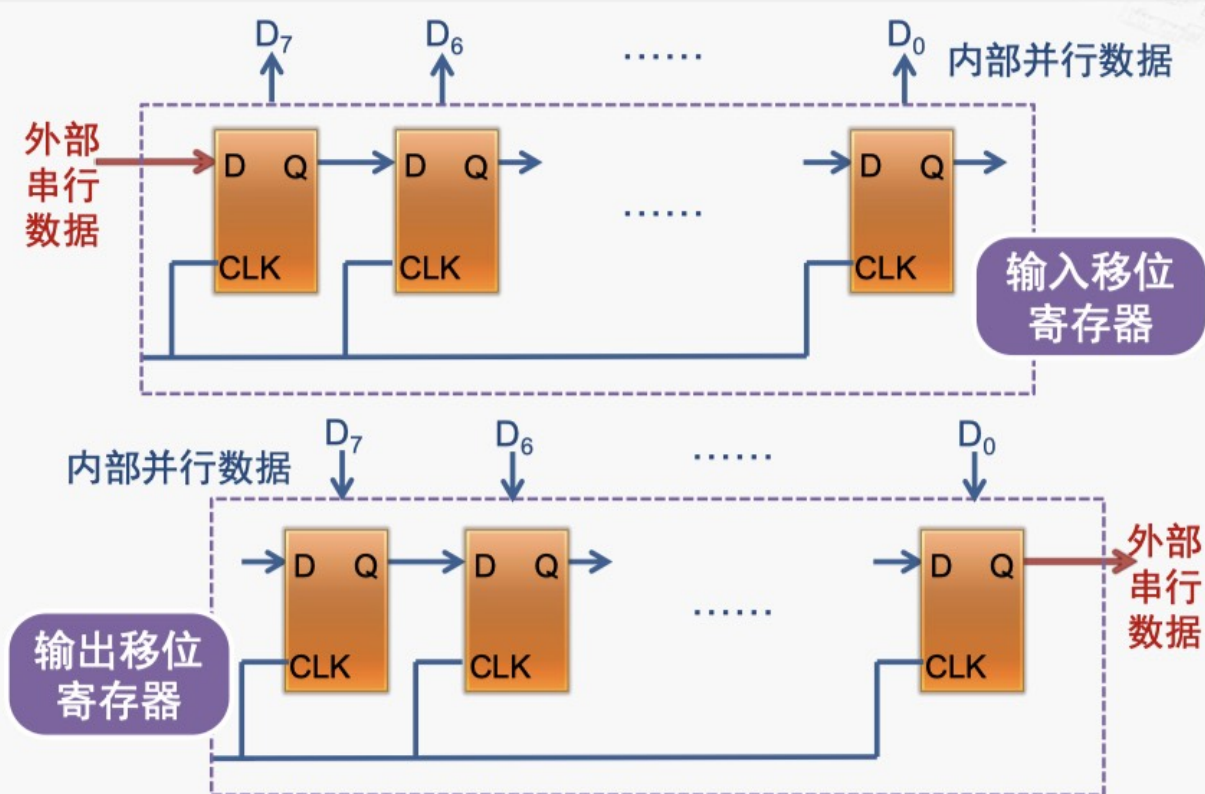 D₇ D₆ …… D₀ 内部并行数据
外部
串行
数据
D Q D Q …… D Q
CLK CLK CLK
输入移位
寄存器
内部并行数据 D₇ D₆ …… D₀
D Q D Q …… D Q
CLK CLK CLK
外部
串行
数据
输出移位
寄存器